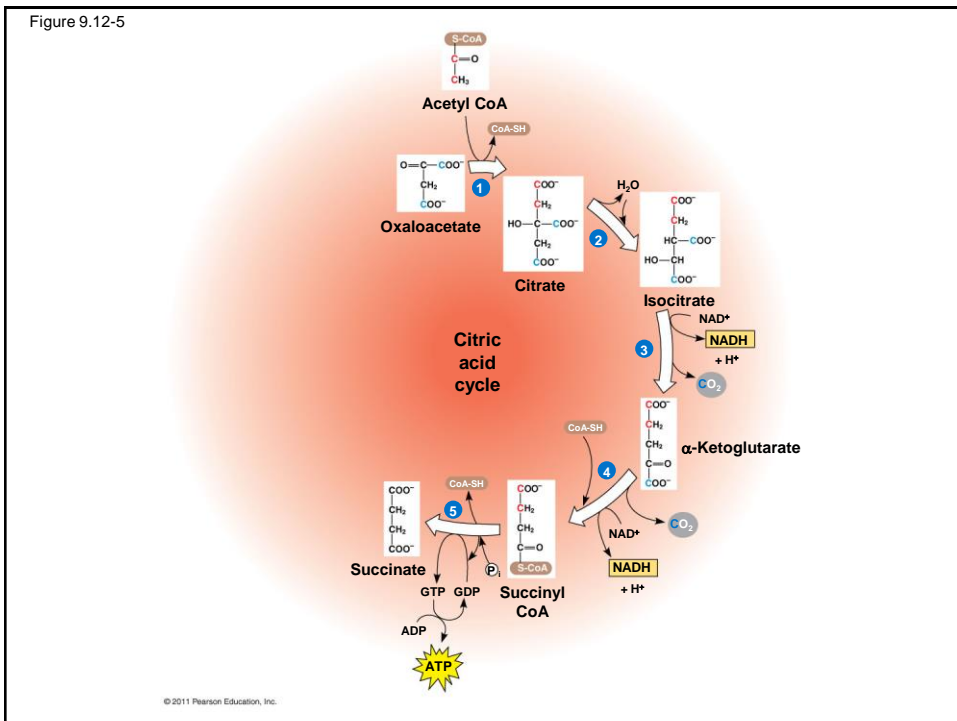 Figure 9.12-5
S-CoA
C=O
CH₃
Acetyl CoA
CoA-SH
O=C—COO⁻
CH₂
COO⁻
Oxaloacetate
1
COO⁻
CH₂
HO—C—COO⁻
CH₂
COO⁻
Citrate
H₂O
2
COO⁻
CH₂
HC—COO⁻
HO—CH
COO⁻
Isocitrate
Citric
acid
cycle
3
NAD⁺
NADH
+ H⁺
CO₂
COO⁻
CH₂
CH₂
C=O
COO⁻
α-Ketoglutarate
CoA-SH
4
CO₂
NAD⁺
NADH
+ H⁺
COO⁻
CH₂
CH₂
C=O
S-CoA
Succinyl
CoA
CoA-SH
5
Pi
COO⁻
CH₂
CH₂
COO⁻
Succinate
GTP GDP
ADP
ATP
© 2011 Pearson Education, Inc.